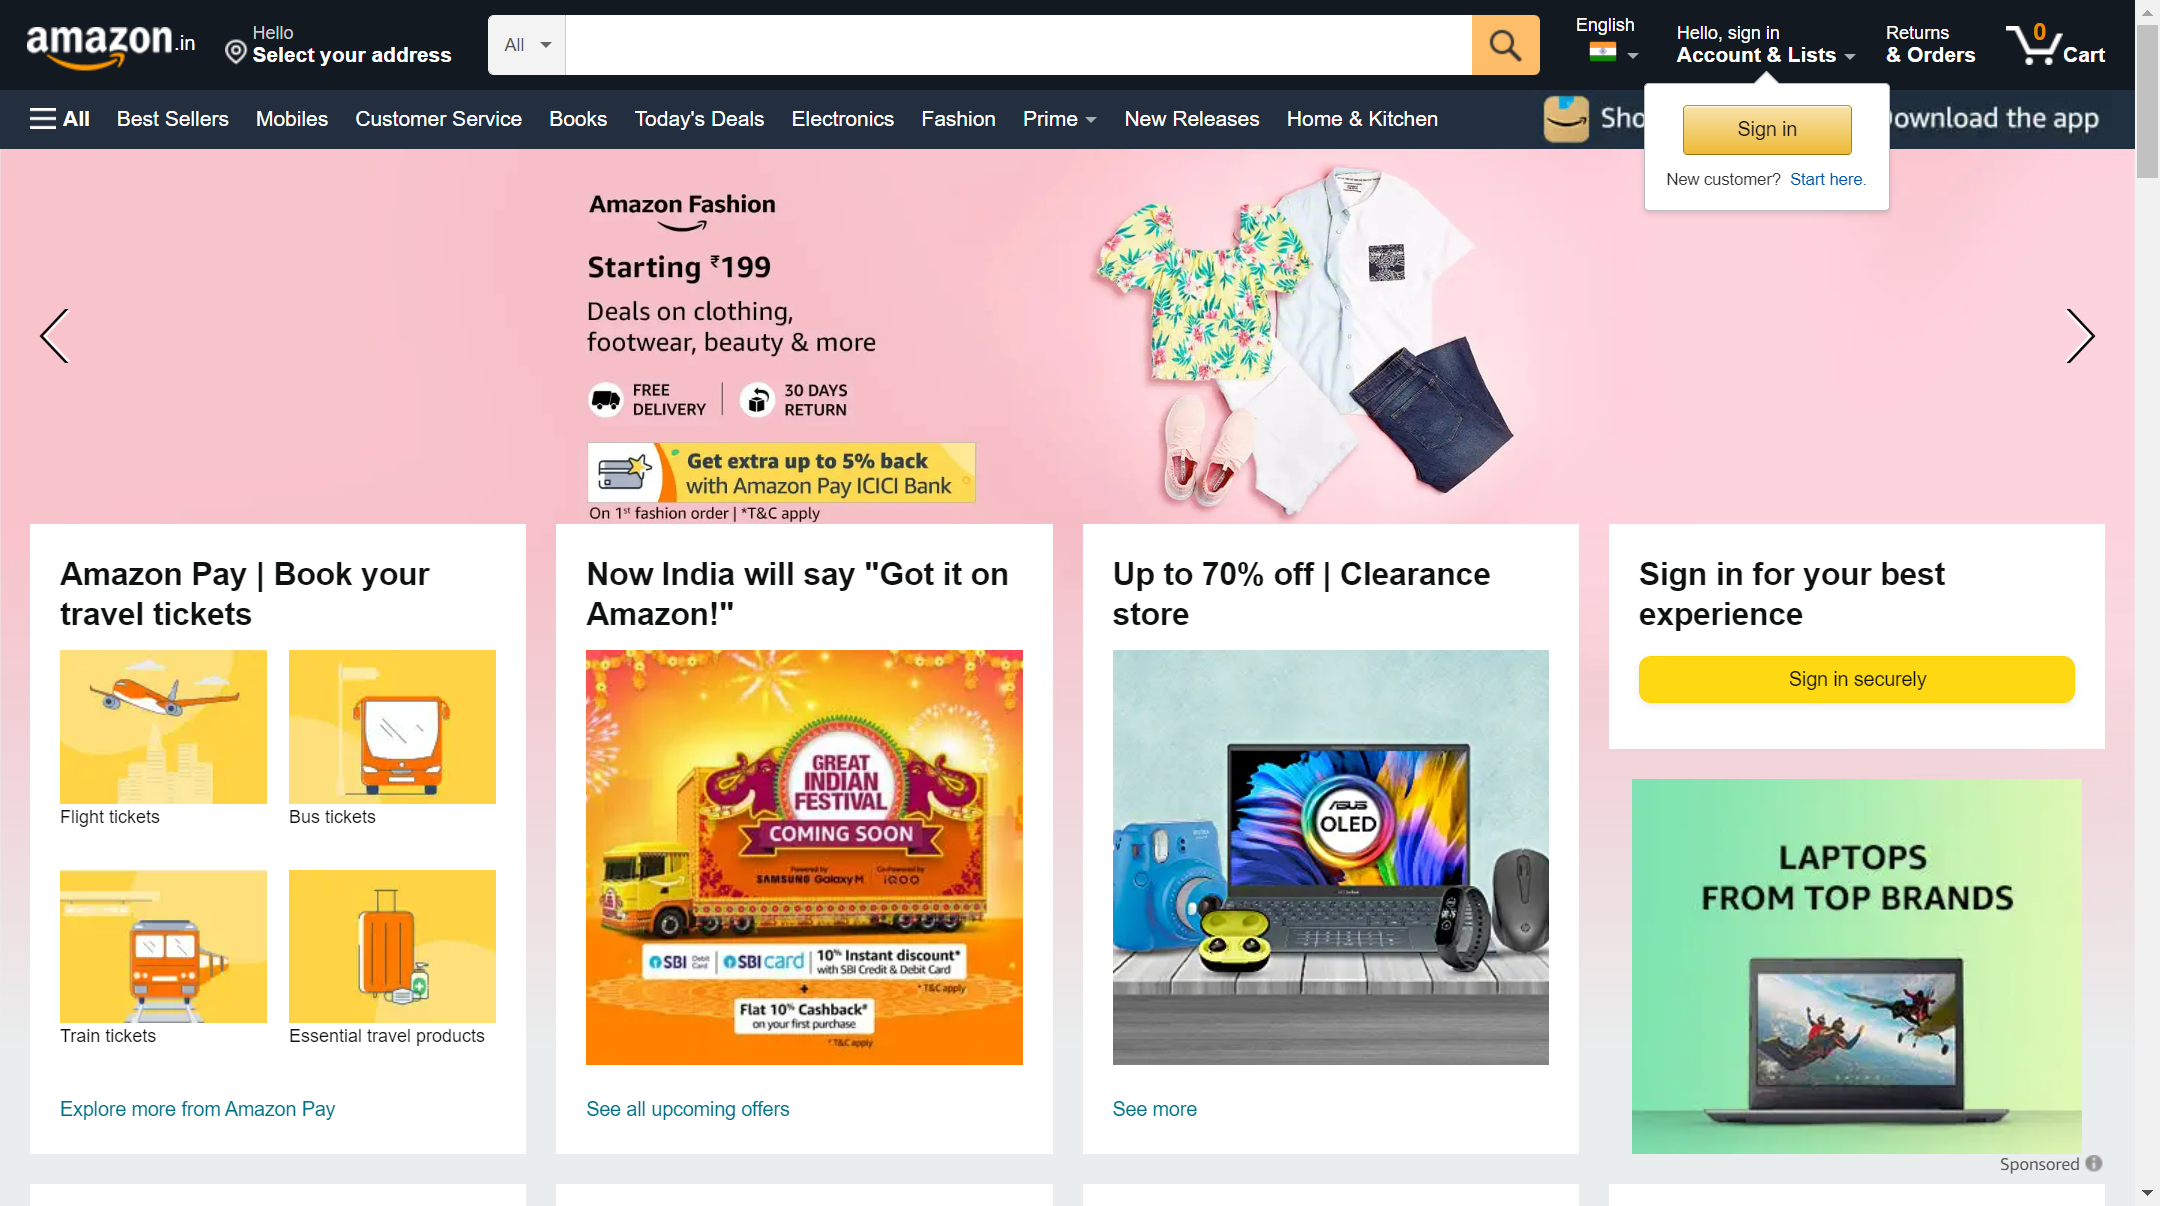 amazon.in
Hello
Select your address
All
English
Hello, sign in
Account & Lists
Returns
& Orders
0
Cart
All
Best Sellers
Mobiles
Customer Service
Books
Today's Deals
Electronics
Fashion
Prime
New Releases
Home & Kitchen
Sho
ownload the app
Sign in
New customer? Start here.
Amazon Fashion
Starting ₹199
Deals on clothing,
footwear, beauty & more
FREE
DELIVERY
30 DAYS
RETURN
Get extra up to 5% back
with Amazon Pay ICICI Bank
On 1st fashion order | *T&C apply
Amazon Pay | Book your
travel tickets
Flight tickets
Bus tickets
Train tickets
Essential travel products
Explore more from Amazon Pay
Now India will say "Got it on
Amazon!"
GREAT
INDIAN
FESTIVAL
COMING SOON
Powered by
SAMSUNG Galaxy M
Co-Powered by
iQOO
SBI Debit Card
SBI card
10% Instant discount*
with SBI Credit & Debit Card
*T&C apply
+
Flat 10% Cashback*
on your first purchase
*T&C apply
See all upcoming offers
Up to 70% off | Clearance
store
ASUS
OLED
See more
Sign in for your best
experience
Sign in securely
LAPTOPS
FROM TOP BRANDS
Sponsored